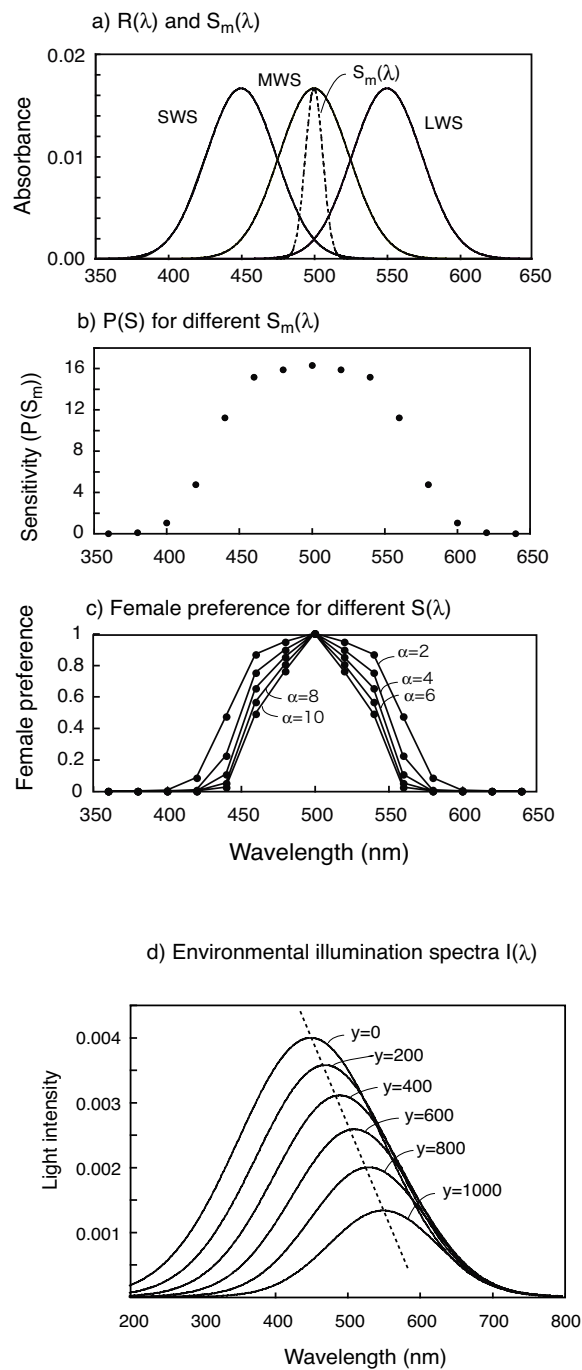 a) R(λ) and Sm(λ)
0.02
0.01
0.00
Absorbance
SWS
MWS
Sm(λ)
LWS
350 400 450 500 550 600 650
b) P(S) for different Sm(λ)
16
12
8
4
0
Sensitivity (P(Sm))
350 400 450 500 550 600 650
c) Female preference for different S(λ)
1
0.8
0.6
0.4
0.2
0
Female preference
α=2
α=4
α=6
α=8
α=10
350 400 450 500 550 600 650
Wavelength (nm)
d) Environmental illumination spectra I(λ)
0.004
0.003
0.002
0.001
Light intensity
y=0
y=200
y=400
y=600
y=800
y=1000
200 300 400 500 600 700 800
Wavelength (nm)